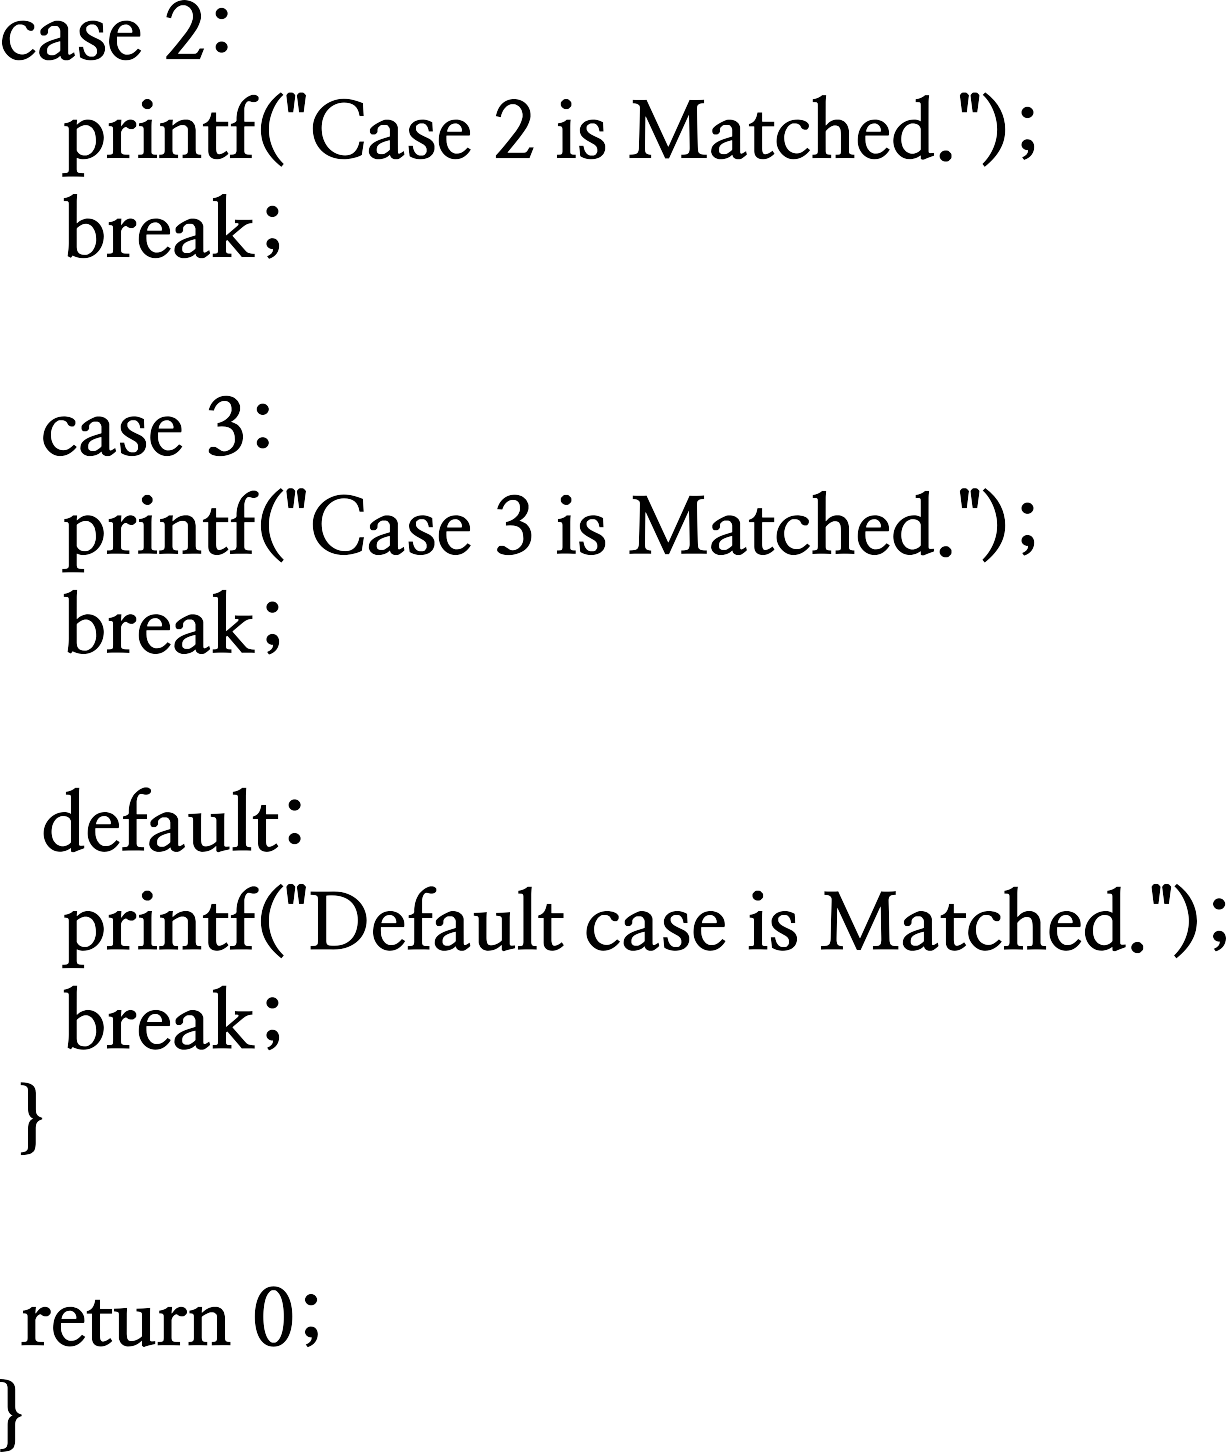 case 2:
printf("Case 2 is Matched.");
break;
case 3:
printf("Case 3 is Matched.");
break;
default:
printf("Default case is Matched.");
break;
}
return 0;
}